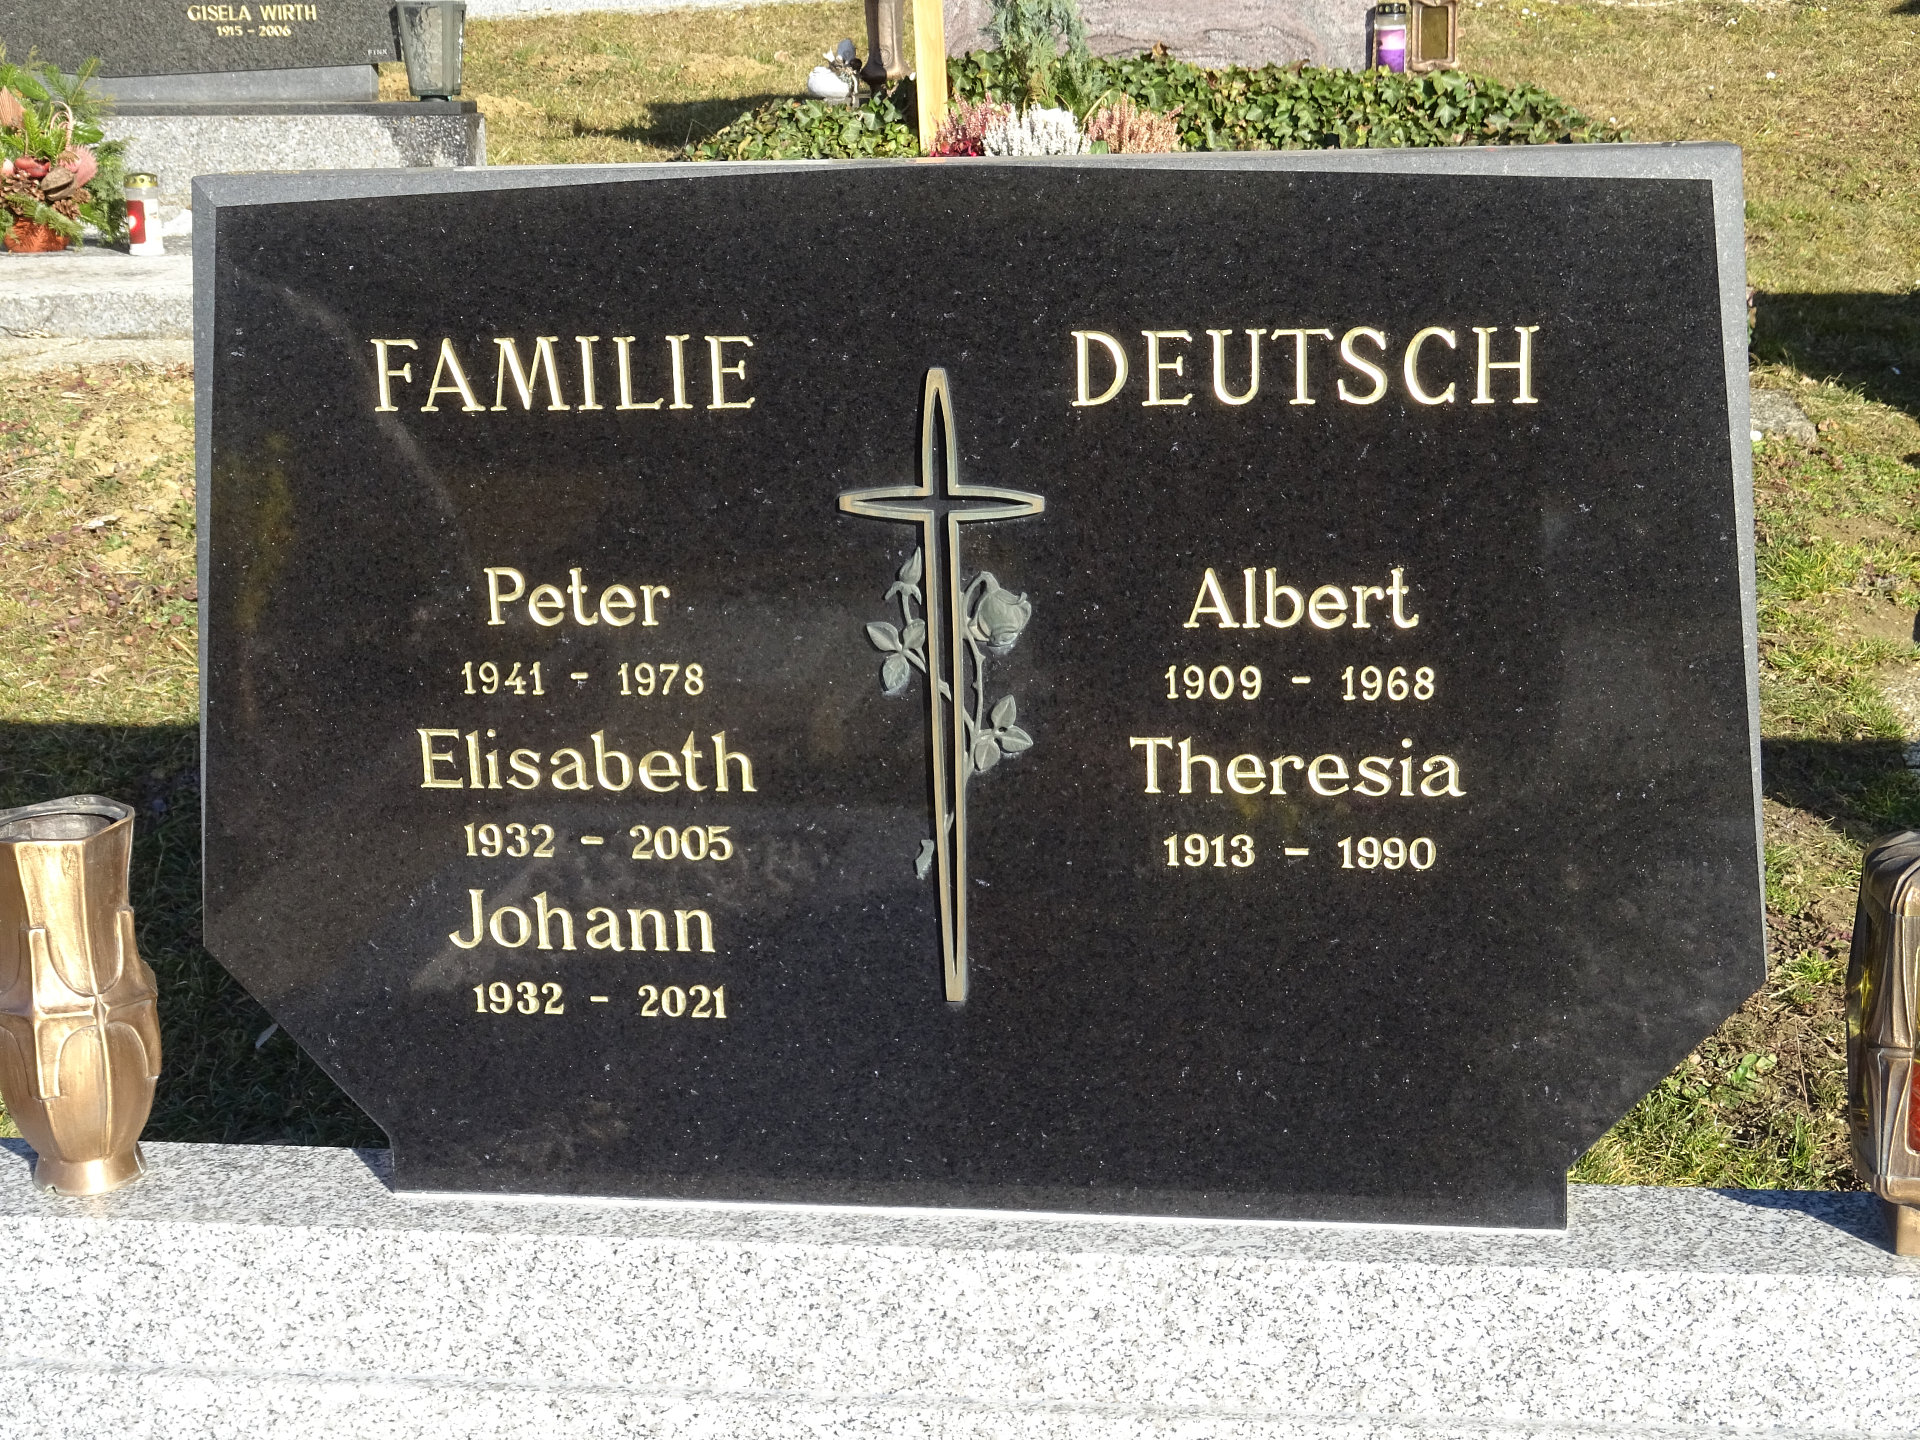 GISELA WIRTH
1915 - 2006
FINK
FAMILIE DEUTSCH
Peter
1941 - 1978
Elisabeth
1932 - 2005
Johann
1932 - 2021
Albert
1909 - 1968
Theresia
1913 - 1990